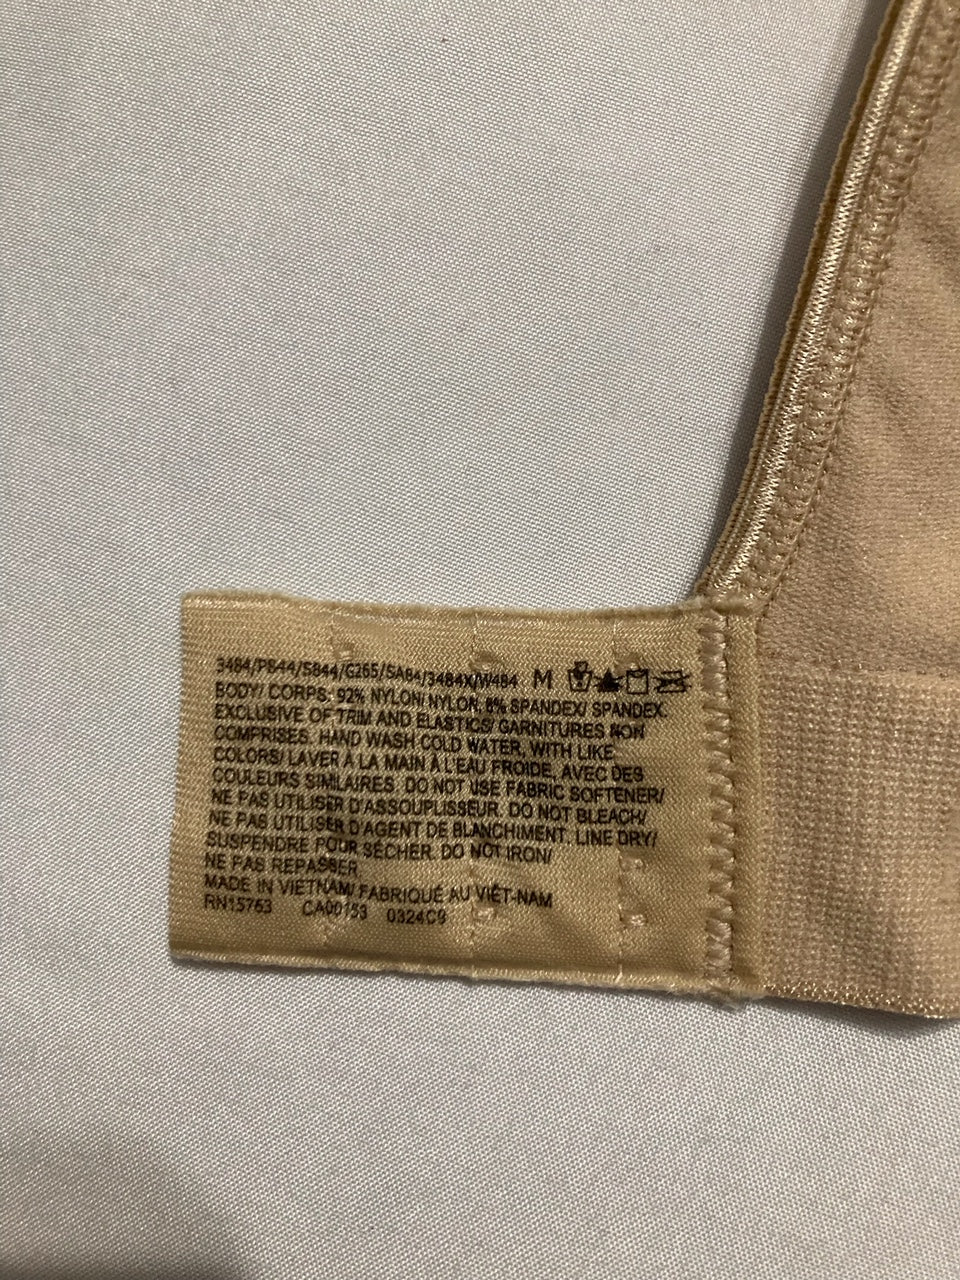 3484/P844/S844/G265/SA84/3484X/W484 M
BODY/ CORPS: 92% NYLON/ NYLON, 8% SPANDEX/ SPANDEX.
EXCLUSIVE OF TRIM AND ELASTICS/ GARNITURES NON
COMPRISES. HAND WASH COLD WATER, WITH LIKE
COLORS/ LAVER À LA MAIN À L'EAU FROIDE, AVEC DES
COULEURS SIMILAIRES. DO NOT USE FABRIC SOFTENER/
NE PAS UTILISER D'ASSOUPLISSEUR. DO NOT BLEACH/
NE PAS UTILISER D'AGENT DE BLANCHIMENT. LINE DRY/
SUSPENDRE POUR SÉCHER. DO NOT IRON/
NE PAS REPASSER
MADE IN VIETNAM/ FABRIQUÉ AU VIÊT-NAM
RN15763 CA00153 0324C9